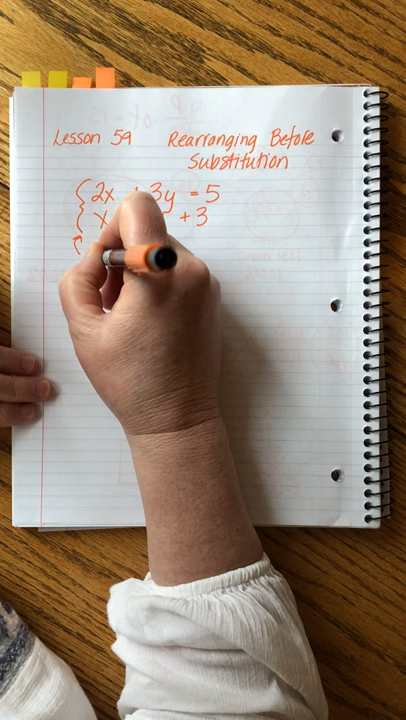 Lesson 59 Rearranging Before
Substitution
2x + 3y = 5
x + 3